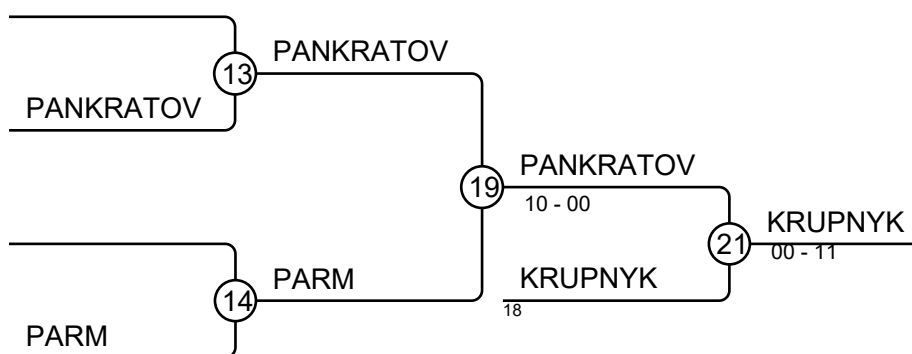 PANKRATOV
13
PANKRATOV
PANKRATOV
19
10 - 00
KRUPNYK
21
00 - 11
PARM
KRUPNYK
14
18
PARM